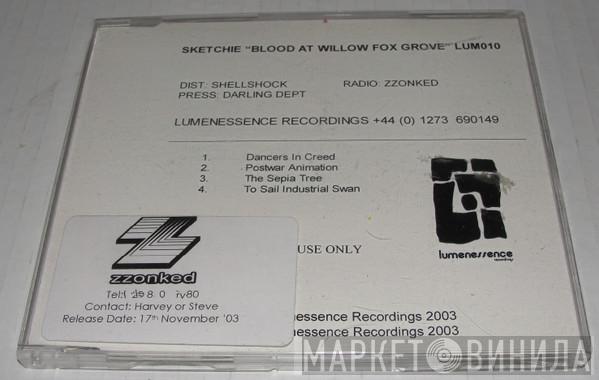 SKETCHIE "BLOOD AT WILLOW FOX GROVE" LUM010
DIST: SHELLSHOCK RADIO: ZZONKED
PRESS: DARLING DEPT
LUMENESSENCE RECORDINGS +44 (0) 1273 690149
1. Dancers In Creed
2. Postwar Animation
3. The Sepia Tree
4. To Sail Industrial Swan
lumenessence
recordings
USE ONLY
zzonked
Tel:
Contact: Harvey or Steve
Release Date: 17th November '03
nessence Recordings 2003
nessence Recordings 2003
МАРКЕТ ВИНИЛА